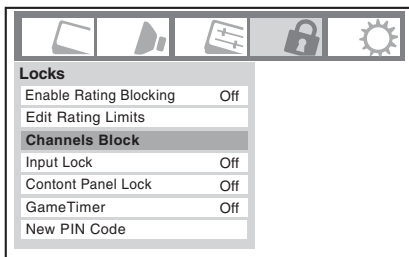 Locks
Enable Rating Blocking Off
Edit Rating Limits
Channels Block
Input Lock Off
Contont Panel Lock Off
GameTimer Off
New PIN Code